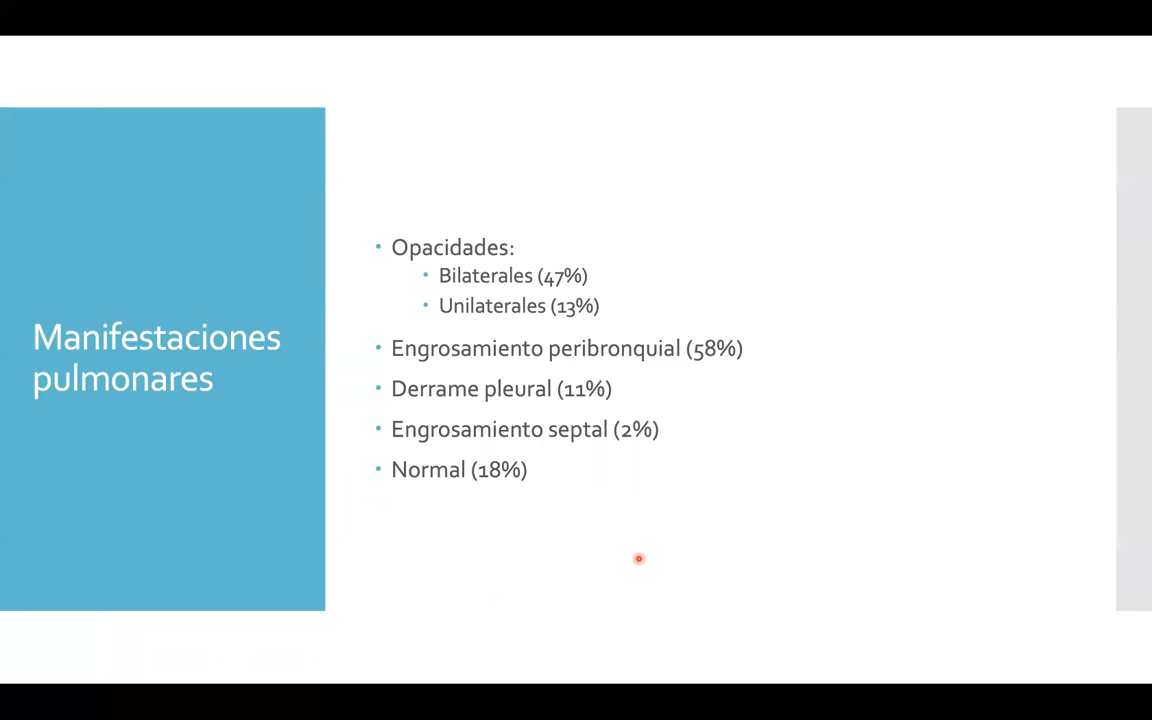 Manifestaciones
pulmonares
• Opacidades:
• Bilaterales (47%)
• Unilaterales (13%)
• Engrosamiento peribronquial (58%)
• Derrame pleural (11%)
• Engrosamiento septal (2%)
• Normal (18%)